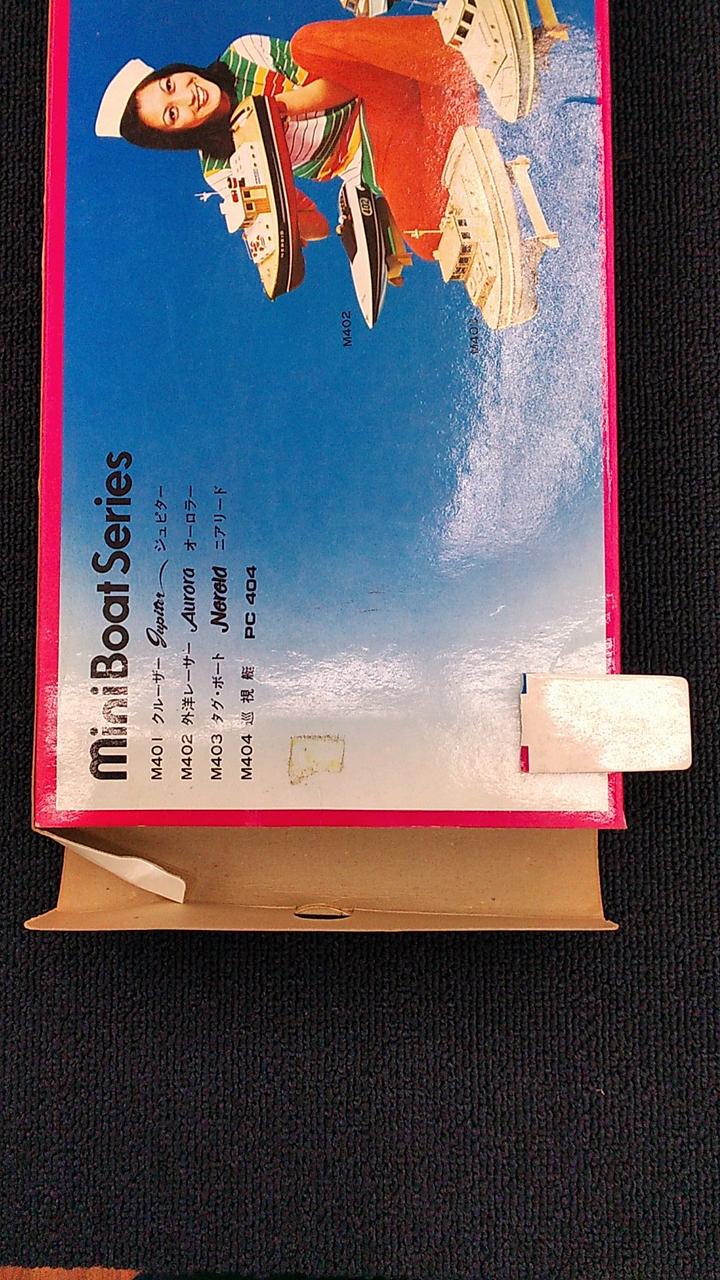 mini Boat Series
M401 クルーザー Jupiter ジュピター
M402 外洋レーサー Aurora オーロラー
M403 タグ・ボート Nereid ニアリード
M404 巡視艇 PC 404
M402